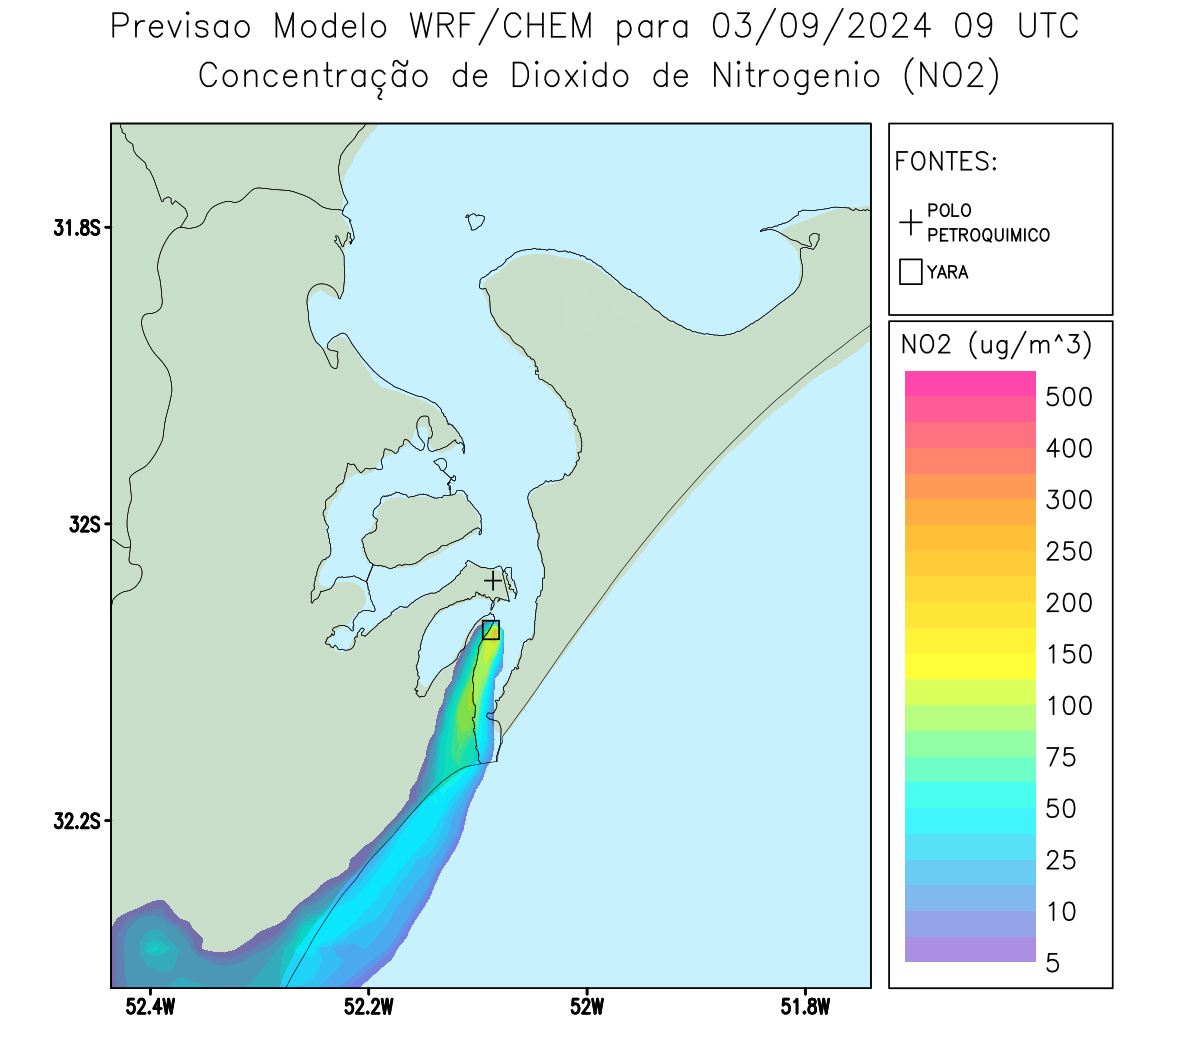 Previsao Modelo WRF/CHEM para 03/09/2024 09 UTC
Concentração de Dioxido de Nitrogenio (NO2)
FONTES:
POLO
PETROQUIMICO
YARA
NO2 (ug/m^3)
500
400
300
250
200
150
100
75
50
25
10
5
31.8S
32S
32.2S
52.4W
52.2W
52W
51.8W